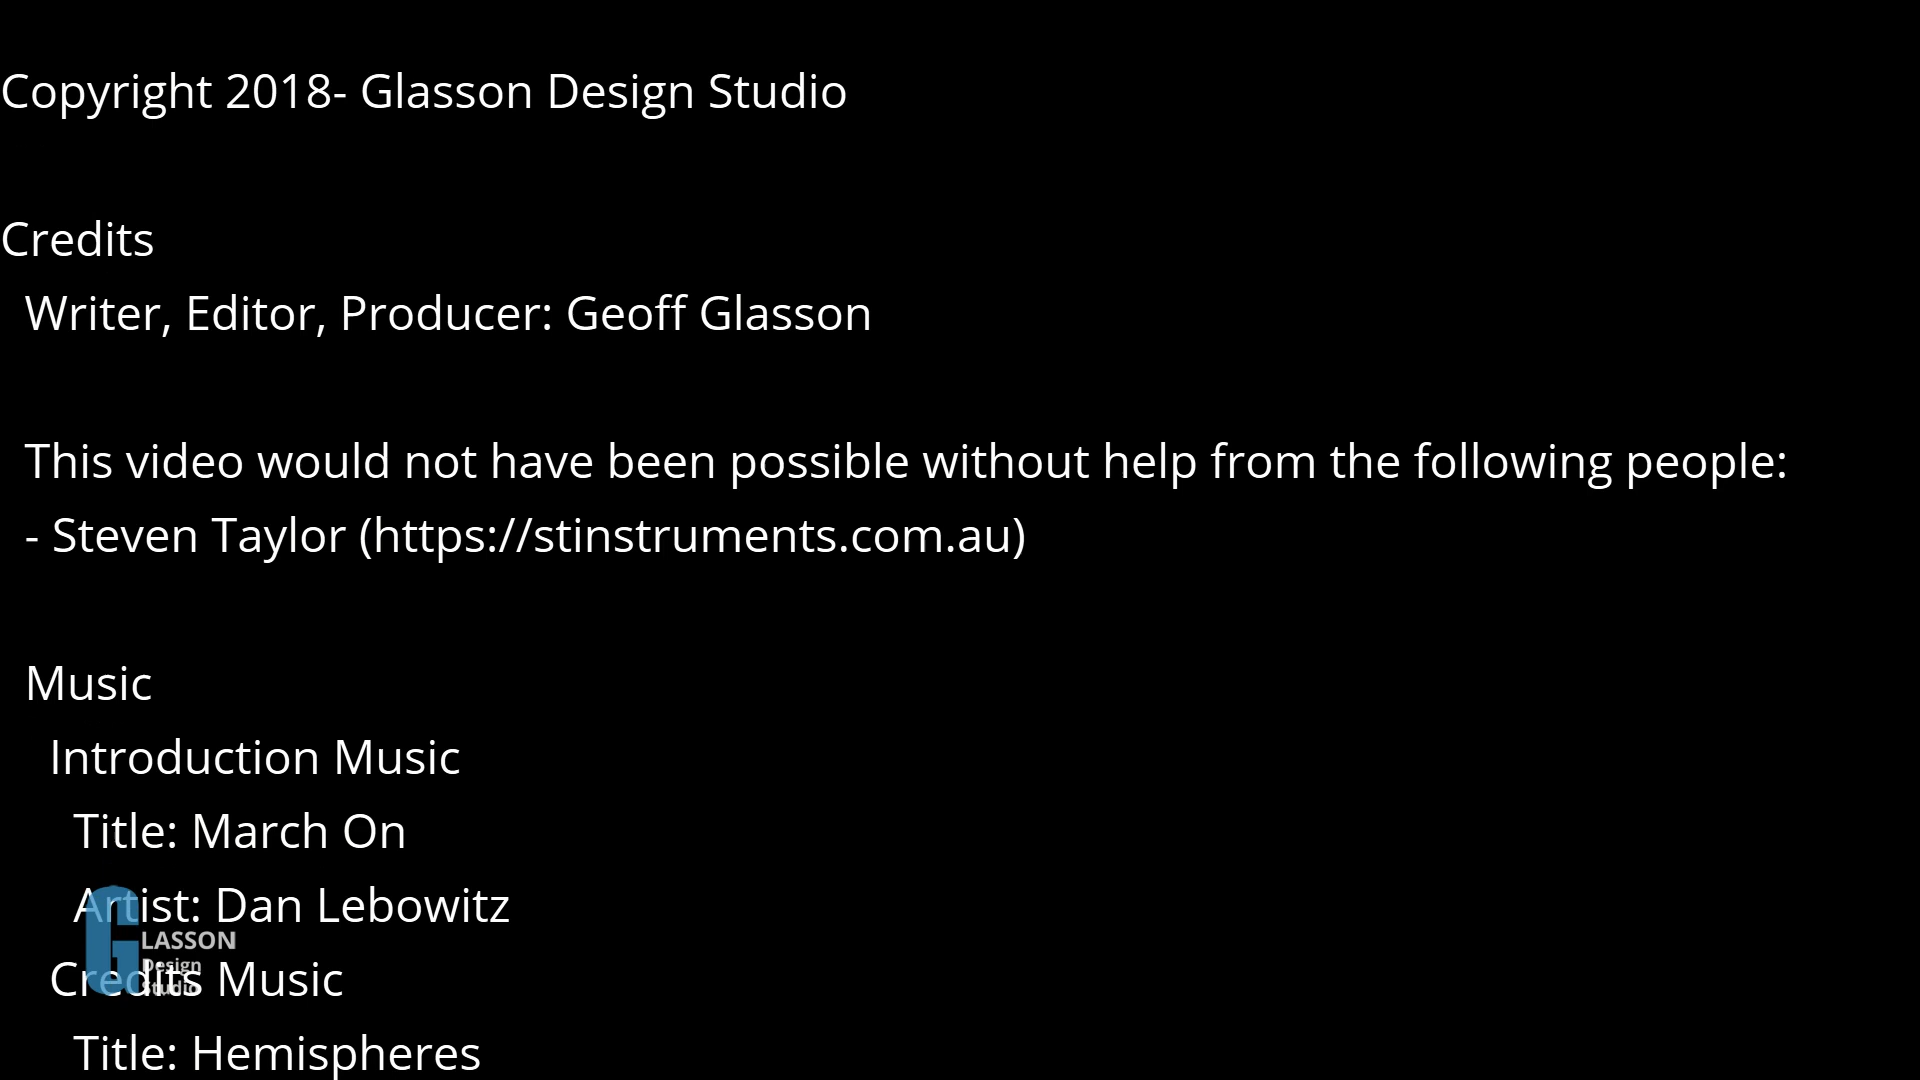 Copyright 2018- Glasson Design Studio
Credits
Writer, Editor, Producer: Geoff Glasson
This video would not have been possible without help from the following people:
- Steven Taylor (https://stinstruments.com.au)
Music
Introduction Music
Title: March On
Artist: Dan Lebowitz
GLASSON
Design
Studio
Credits Music
Title: Hemispheres